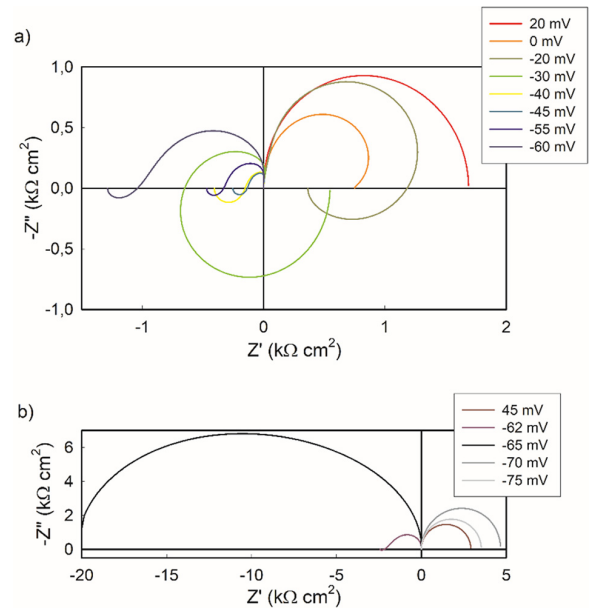 a)
20 mV
0 mV
-20 mV
-30 mV
-40 mV
-45 mV
-55 mV
-60 mV
1,0
0,5
0,0
-0,5
-1,0
-Z" (kΩ cm²)
-1
0
1
2
Z' (kΩ cm²)
b)
45 mV
-62 mV
-65 mV
-70 mV
-75 mV
6
4
2
0
-Z" (kΩ cm²)
-20
-15
-10
-5
0
5
Z' (kΩ cm²)